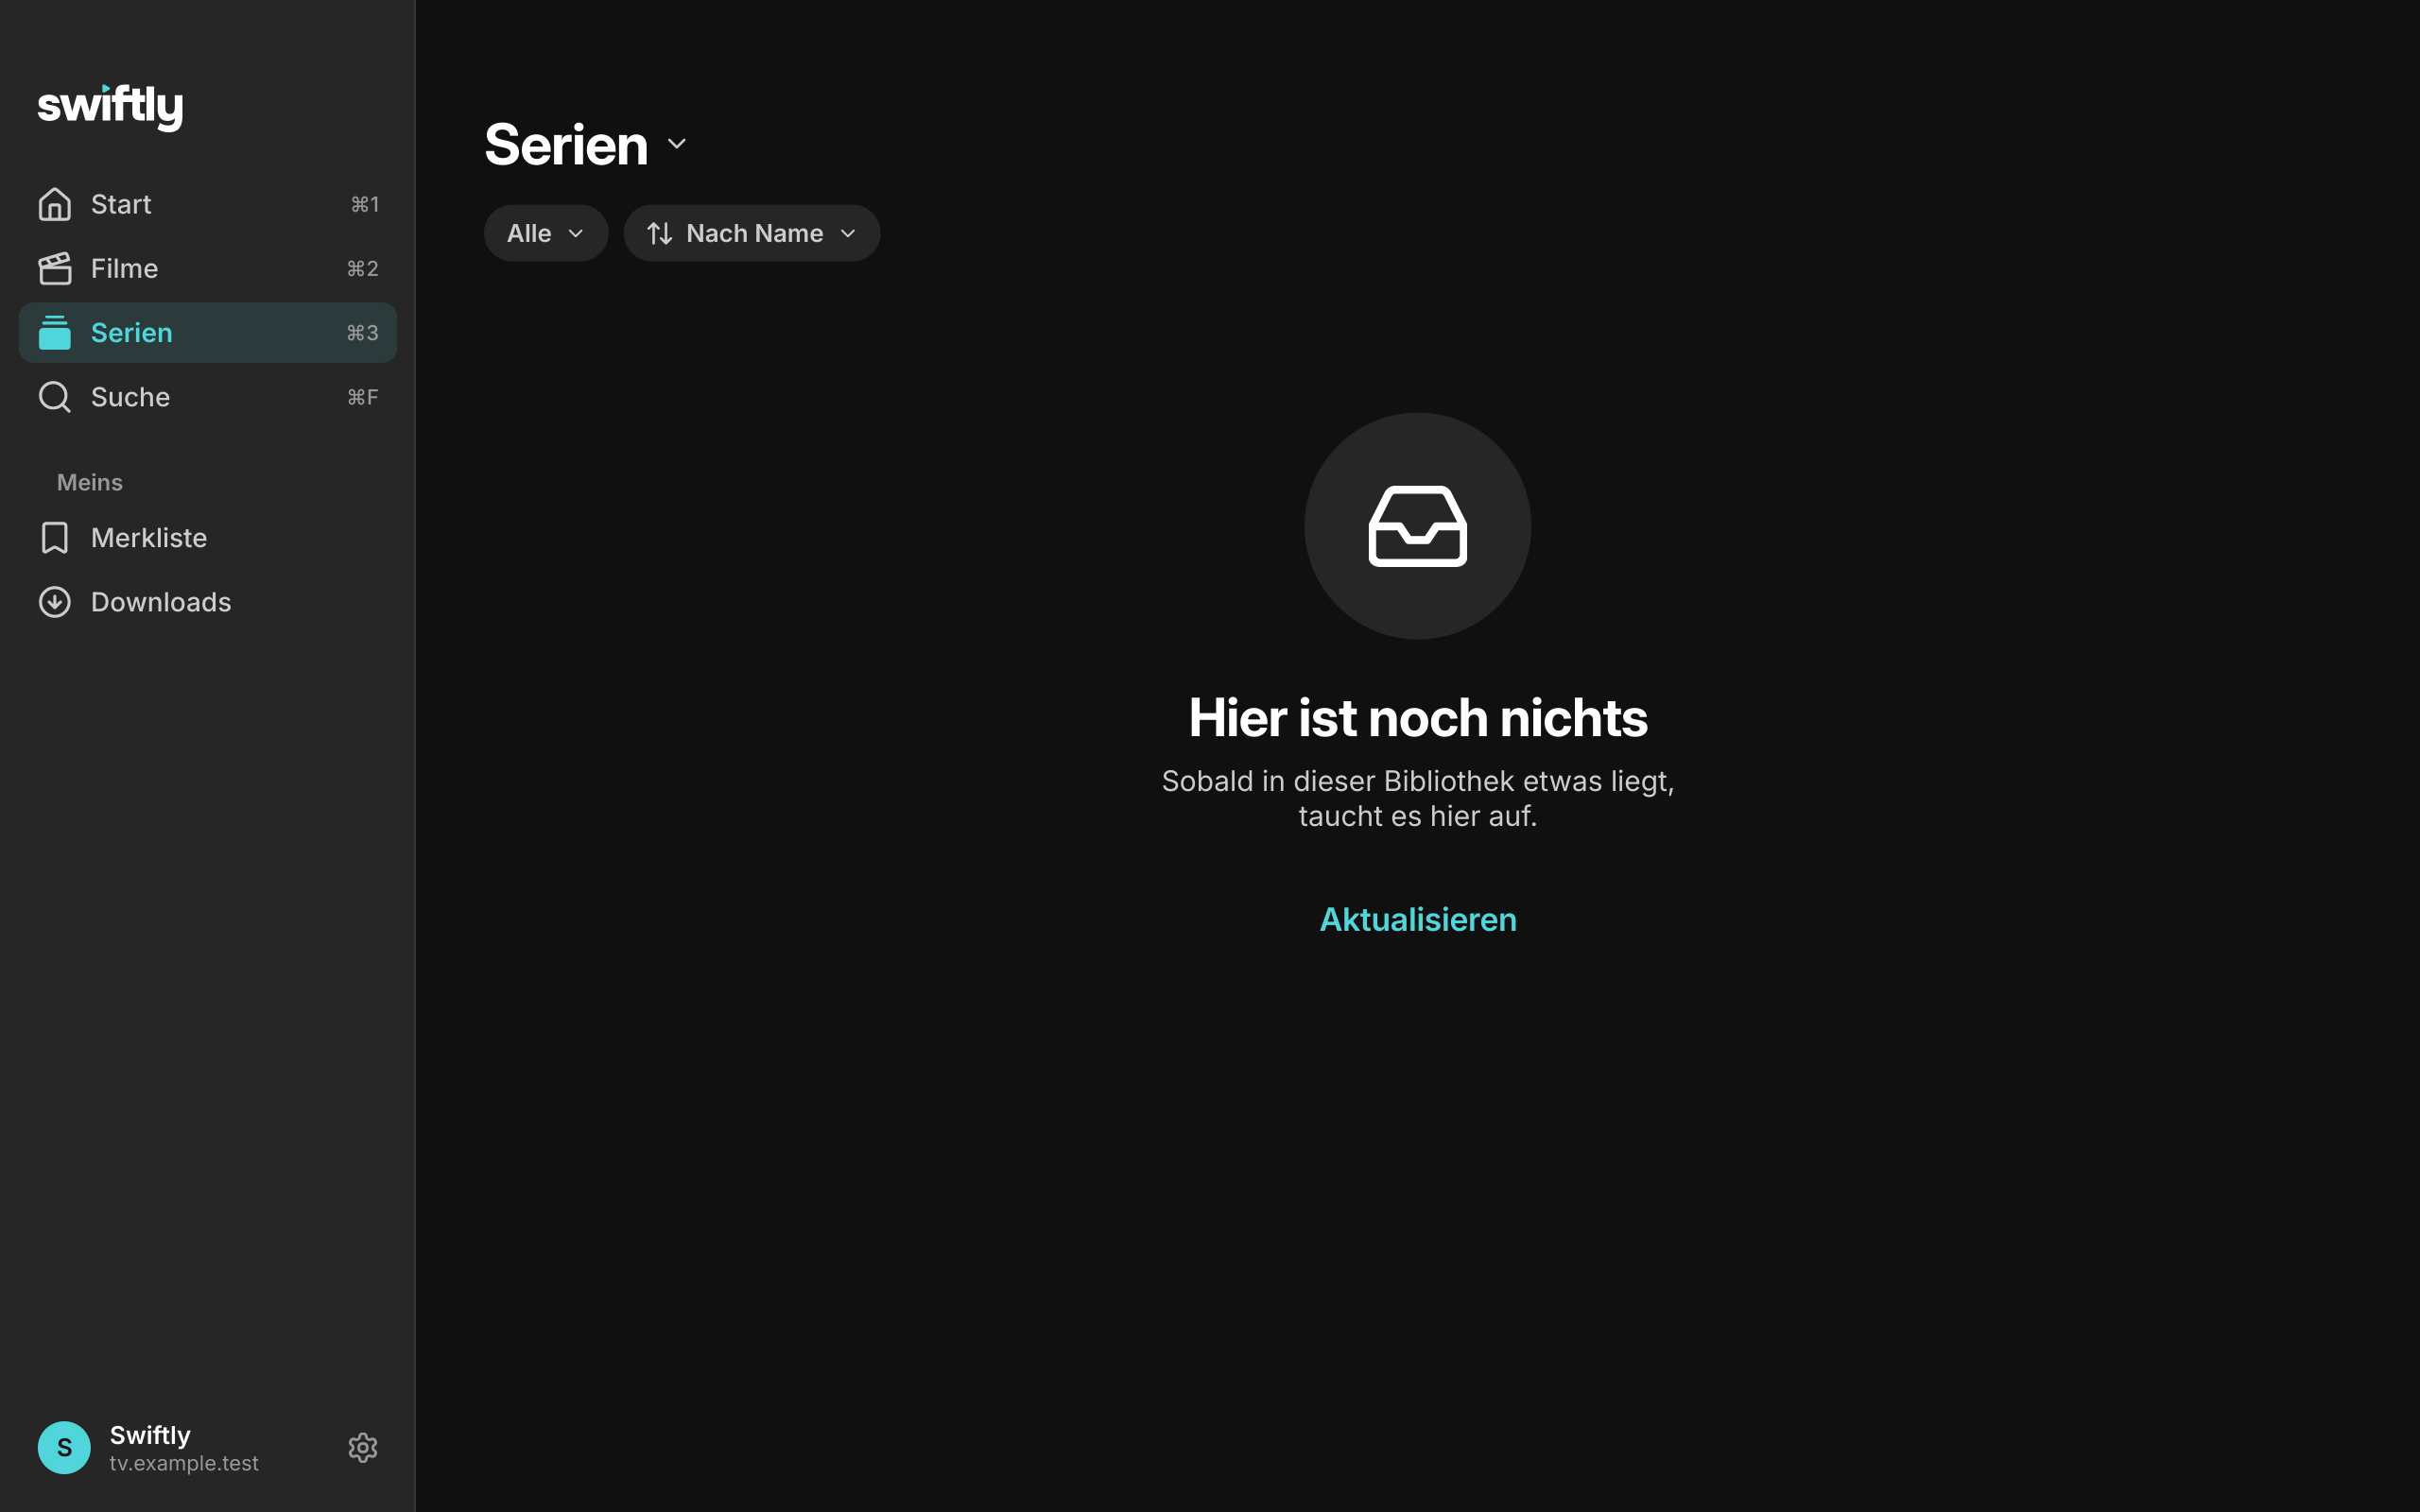 swiftly
Start ⌘1
Filme ⌘2
Serien ⌘3
Suche ⌘F
Meins
Merkliste
Downloads
S
Swiftly
tv.example.test
Serien
Alle
Nach Name
Hier ist noch nichts
Sobald in dieser Bibliothek etwas liegt,
taucht es hier auf.
Aktualisieren